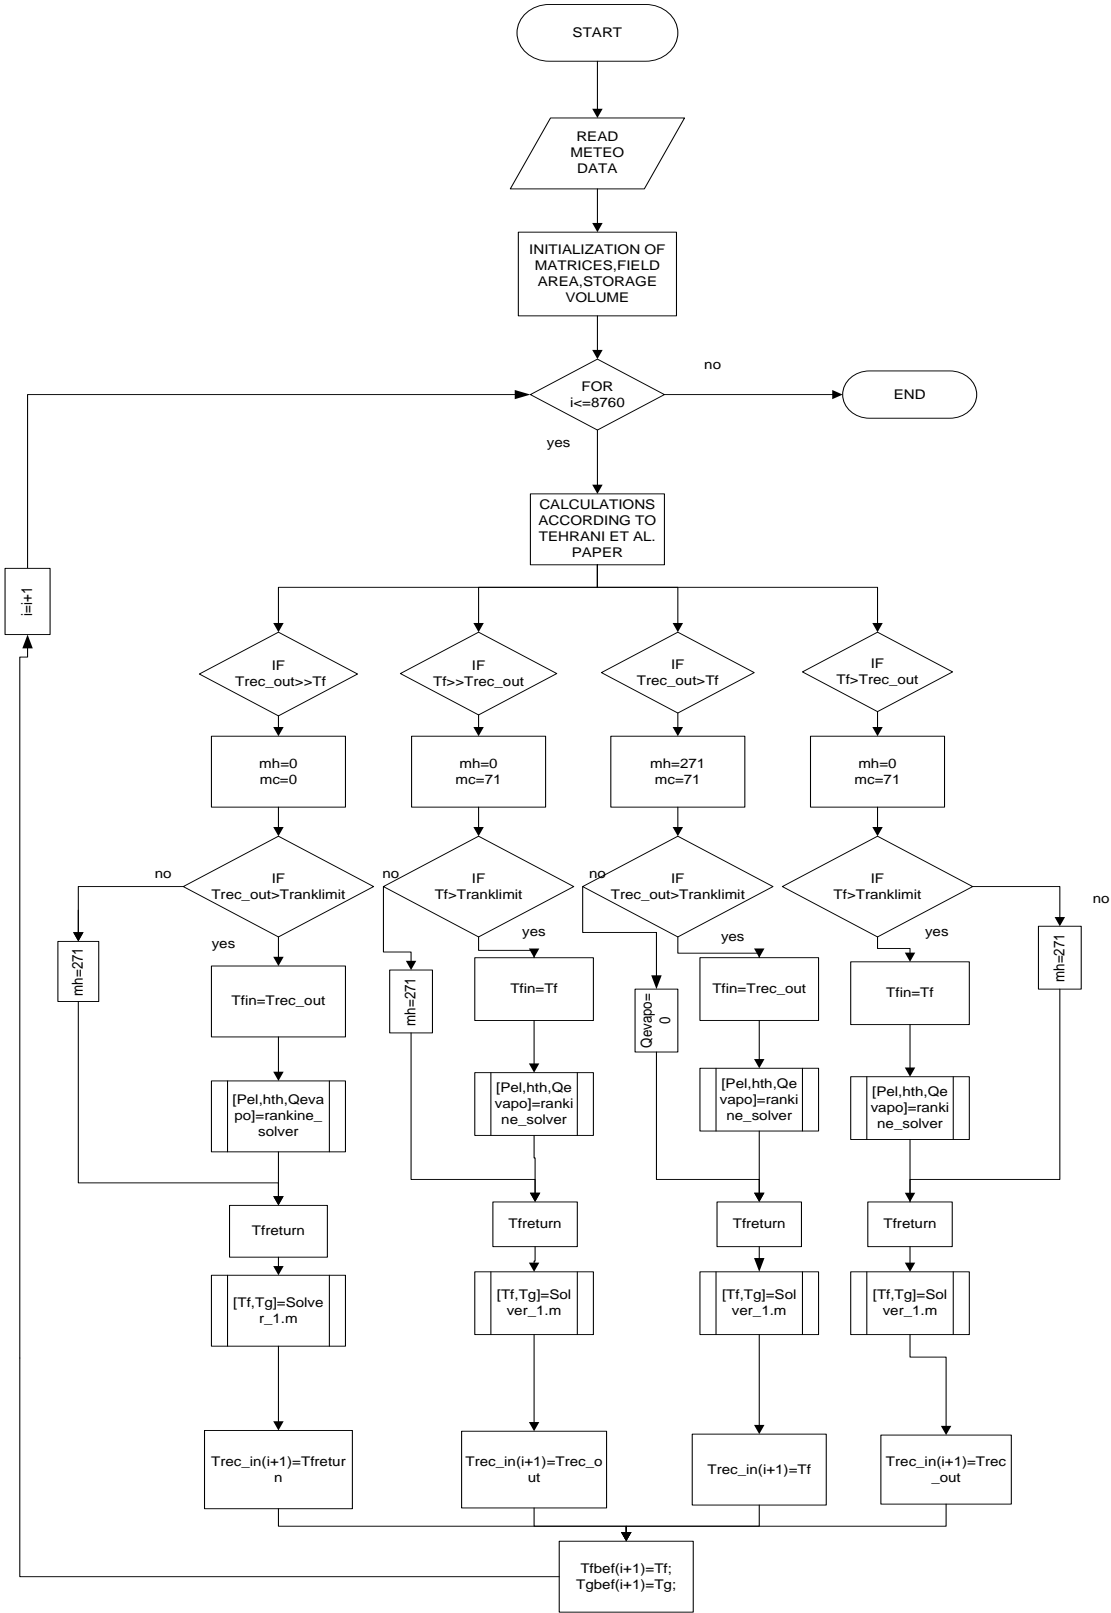 START
READ
METEO
DATA
INITIALIZATION OF
MATRICES,FIELD
AREA,STORAGE
VOLUME
FOR
i<=8760
no
END
yes
CALCULATIONS
ACCORDING TO
TEHRANI ET AL.
PAPER
i=i+1
IF
Trec_out>>Tf
IF
Tf>>Trec_out
IF
Trec_out>Tf
IF
Tf>Trec_out
mh=0
mc=0
mh=0
mc=71
mh=271
mc=71
mh=0
mc=71
no
IF
Trec_out>Tranklimit
no
IF
Tf>Tranklimit
no
IF
Trec_out>Tranklimit
IF
Tf>Tranklimit
no
yes
yes
yes
yes
mh=271
Tfin=Trec_out
mh=271
Tfin=Tf
Qevapo=
0
Tfin=Trec_out
Tfin=Tf
mh=271
[Pel,hth,Qeva
po]=rankine_
solver
[Pel,hth,Qe
vapo]=ranki
ne_solver
[Pel,hth,Qe
vapo]=ranki
ne_solver
[Pel,hth,Qe
vapo]=ranki
ne_solver
Tfreturn
Tfreturn
Tfreturn
Tfreturn
[Tf,Tg]=Solve
r_1.m
[Tf,Tg]=Sol
ver_1.m
[Tf,Tg]=Sol
ver_1.m
[Tf,Tg]=Sol
ver_1.m
Trec_in(i+1)=Tfretur
n
Trec_in(i+1)=Trec_o
ut
Trec_in(i+1)=Tf
Trec_in(i+1)=Trec
_out
Tfbef(i+1)=Tf;
Tgbef(i+1)=Tg;